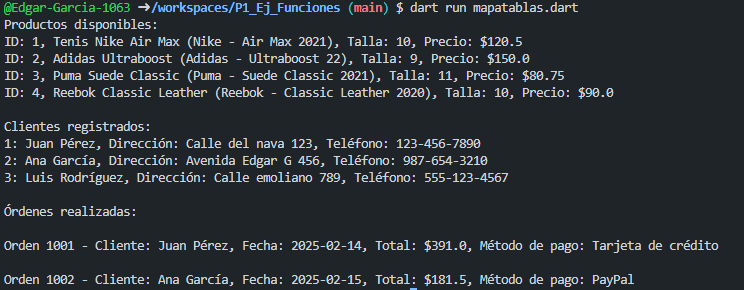 @Edgar-Garcia-1063 ➜/workspaces/P1_Ej_Funciones (main) $ dart run mapatablas.dart
Productos disponibles:
ID: 1, Tenis Nike Air Max (Nike - Air Max 2021), Talla: 10, Precio: $120.5
ID: 2, Adidas Ultraboost (Adidas - Ultraboost 22), Talla: 9, Precio: $150.0
ID: 3, Puma Suede Classic (Puma - Suede Classic 2021), Talla: 11, Precio: $80.75
ID: 4, Reebok Classic Leather (Reebok - Classic Leather 2020), Talla: 10, Precio: $90.0
Clientes registrados:
1: Juan Pérez, Dirección: Calle del nava 123, Teléfono: 123-456-7890
2: Ana García, Dirección: Avenida Edgar G 456, Teléfono: 987-654-3210
3: Luis Rodríguez, Dirección: Calle emoliano 789, Teléfono: 555-123-4567
Órdenes realizadas:
Orden 1001 - Cliente: Juan Pérez, Fecha: 2025-02-14, Total: $391.0, Método de pago: Tarjeta de crédito
Orden 1002 - Cliente: Ana García, Fecha: 2025-02-15, Total: $181.5, Método de pago: PayPal